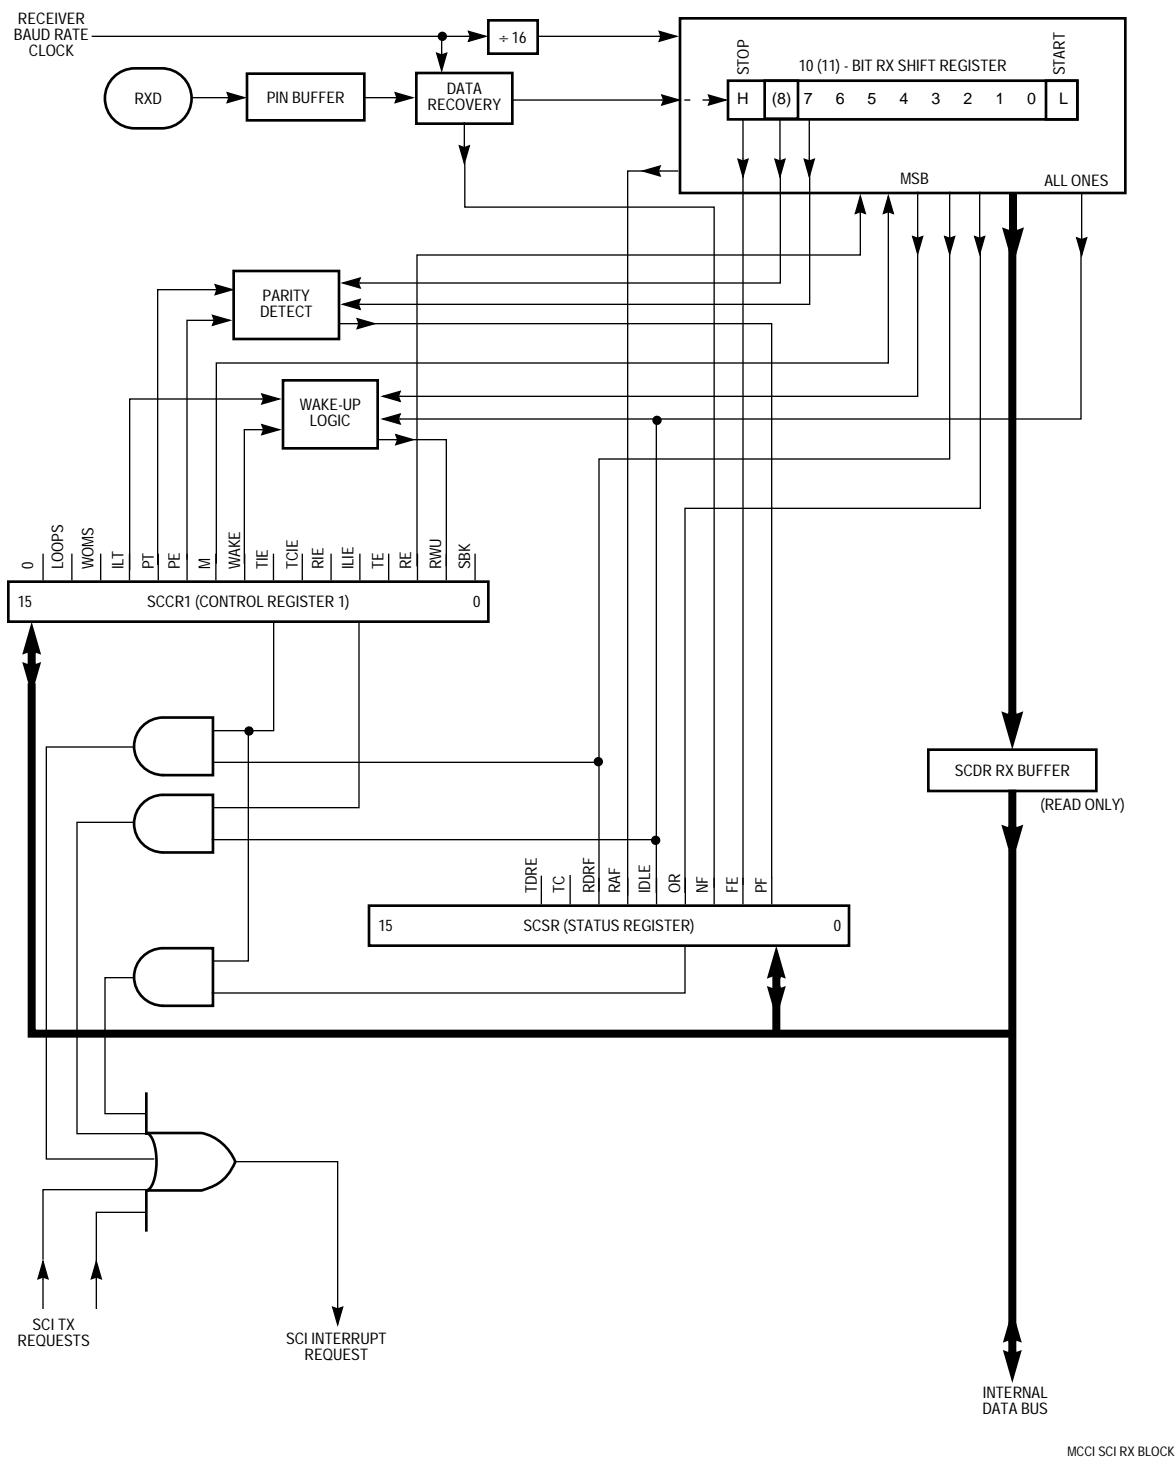 RECEIVER
BAUD RATE
CLOCK
÷ 16
RXD
PIN BUFFER
DATA
RECOVERY
STOP
START
10 (11) - BIT RX SHIFT REGISTER
H (8) 7 6 5 4 3 2 1 0 L
MSB
ALL ONES
PARITY
DETECT
WAKE-UP
LOGIC
0 LOOPS WOMS ILT PT PE M WAKE TIE TCIE RIE ILIE TE RE RWU SBK
15 SCCR1 (CONTROL REGISTER 1) 0
SCDR RX BUFFER
(READ ONLY)
TDRE TC RDRF RAF IDLE OR NF FE PF
15 SCSR (STATUS REGISTER) 0
SCI TX
REQUESTS
SCI INTERRUPT
REQUEST
INTERNAL
DATA BUS
MCCI SCI RX BLOCK